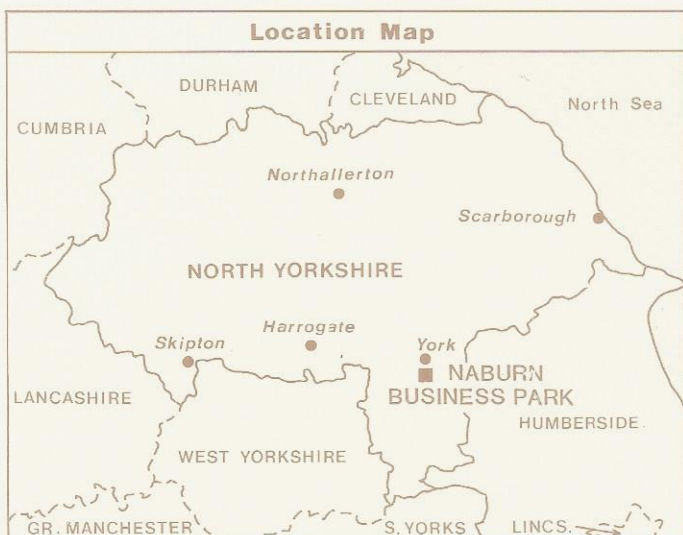 Location Map
DURHAM
CLEVELAND
North Sea
CUMBRIA
Northallerton
Scarborough
NORTH YORKSHIRE
Harrogate
Skipton
York
NABURN
BUSINESS PARK
LANCASHIRE
HUMBERSIDE
WEST YORKSHIRE
GR. MANCHESTER
S. YORKS
LINCS.